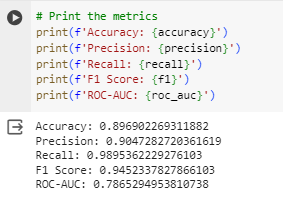 # Print the metrics
print(f'Accuracy: {accuracy}')
print(f'Precision: {precision}')
print(f'Recall: {recall}')
print(f'F1 Score: {f1}')
print(f'ROC-AUC: {roc_auc}')
Accuracy: 0.896902269311882
Precision: 0.9047282720361619
Recall: 0.9895362229276103
F1 Score: 0.9452337827866103
ROC-AUC: 0.7865294953810738